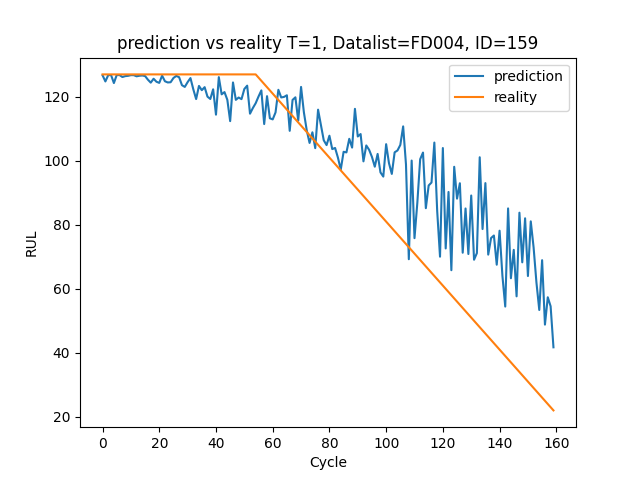 prediction vs reality T=1, Datalist=FD004, ID=159
prediction
reality
120
100
80
60
40
20
RUL
0 20 40 60 80 100 120 140 160
Cycle